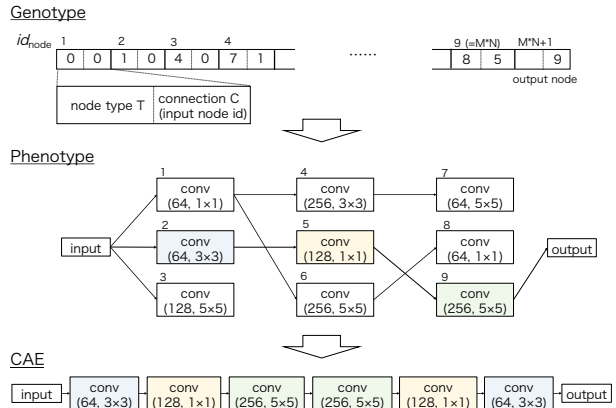 Genotype
id_node
1 2 3 4 9 (=M*N) M*N+1
0 0 1 0 4 0 7 1 ...... 8 5 9
output node
node type T
connection C
(input node id)
Phenotype
1 4 7
conv conv conv
(64, 1×1) (256, 3×3) (64, 5×5)
2 5 8
input conv conv conv output
(64, 3×3) (128, 1×1) (64, 1×1)
3 6 9
conv conv conv
(128, 5×5) (256, 5×5) (256, 5×5)
CAE
input conv conv conv conv conv conv output
(64, 3×3) (128, 1×1) (256, 5×5) (256, 5×5) (128, 1×1) (64, 3×3)